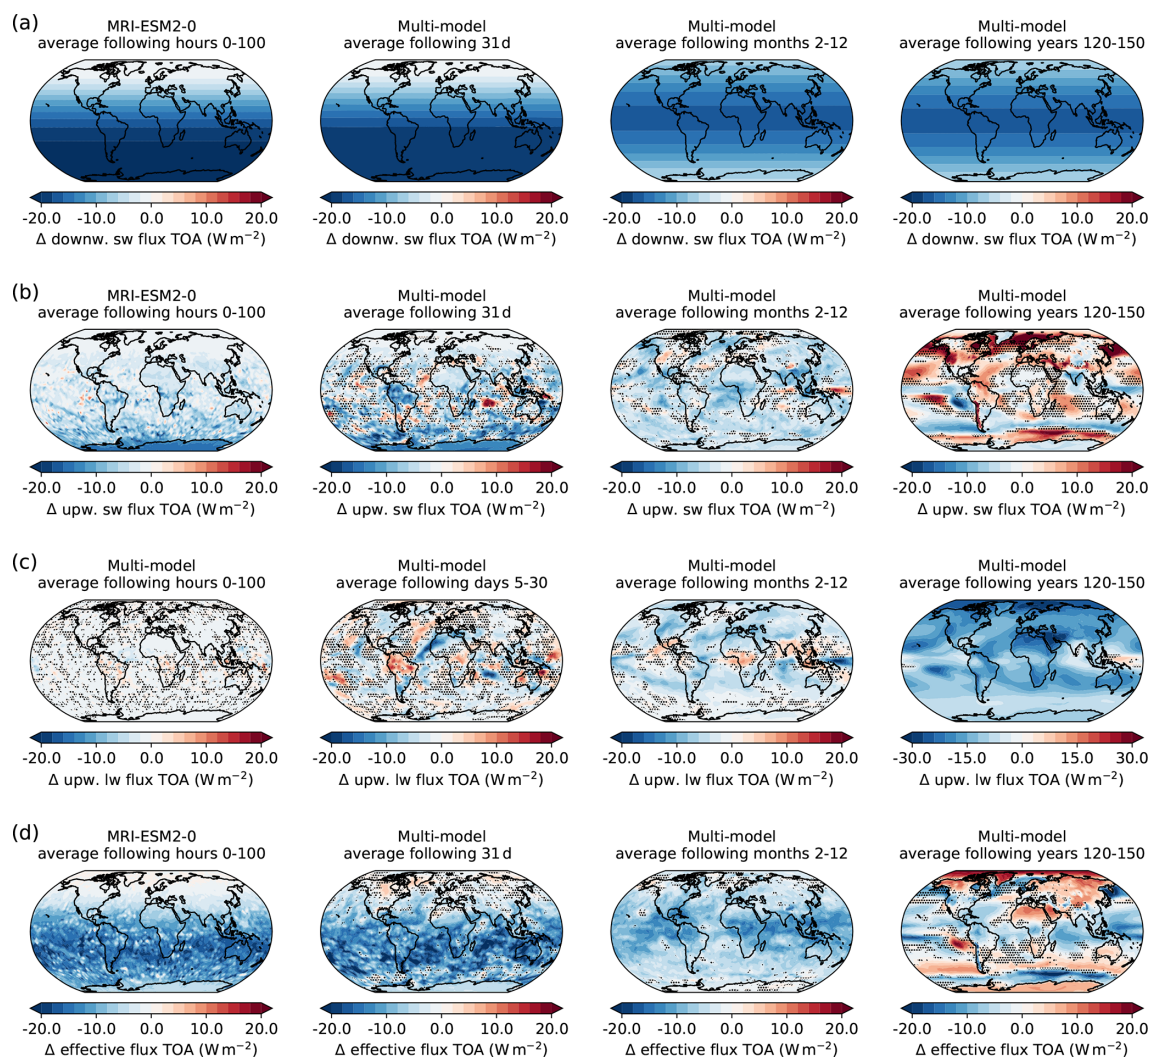 (a)
MRI-ESM2-0
average following hours 0-100
Multi-model
average following 31d
Multi-model
average following months 2-12
Multi-model
average following years 120-150
-20.0 -10.0 0.0 10.0 20.0
Δ downw. sw flux TOA (W m⁻²)
-20.0 -10.0 0.0 10.0 20.0
Δ downw. sw flux TOA (W m⁻²)
-20.0 -10.0 0.0 10.0 20.0
Δ downw. sw flux TOA (W m⁻²)
-20.0 -10.0 0.0 10.0 20.0
Δ downw. sw flux TOA (W m⁻²)
(b)
MRI-ESM2-0
average following hours 0-100
Multi-model
average following 31d
Multi-model
average following months 2-12
Multi-model
average following years 120-150
-20.0 -10.0 0.0 10.0 20.0
Δ upw. sw flux TOA (W m⁻²)
-20.0 -10.0 0.0 10.0 20.0
Δ upw. sw flux TOA (W m⁻²)
-20.0 -10.0 0.0 10.0 20.0
Δ upw. sw flux TOA (W m⁻²)
-20.0 -10.0 0.0 10.0 20.0
Δ upw. sw flux TOA (W m⁻²)
(c)
Multi-model
average following hours 0-100
Multi-model
average following days 5-30
Multi-model
average following months 2-12
Multi-model
average following years 120-150
-20.0 -10.0 0.0 10.0 20.0
Δ upw. lw flux TOA (W m⁻²)
-20.0 -10.0 0.0 10.0 20.0
Δ upw. lw flux TOA (W m⁻²)
-20.0 -10.0 0.0 10.0 20.0
Δ upw. lw flux TOA (W m⁻²)
-30.0 -15.0 0.0 15.0 30.0
Δ upw. lw flux TOA (W m⁻²)
(d)
MRI-ESM2-0
average following hours 0-100
Multi-model
average following 31d
Multi-model
average following months 2-12
Multi-model
average following years 120-150
-20.0 -10.0 0.0 10.0 20.0
Δ effective flux TOA (W m⁻²)
-20.0 -10.0 0.0 10.0 20.0
Δ effective flux TOA (W m⁻²)
-20.0 -10.0 0.0 10.0 20.0
Δ effective flux TOA (W m⁻²)
-20.0 -10.0 0.0 10.0 20.0
Δ effective flux TOA (W m⁻²)